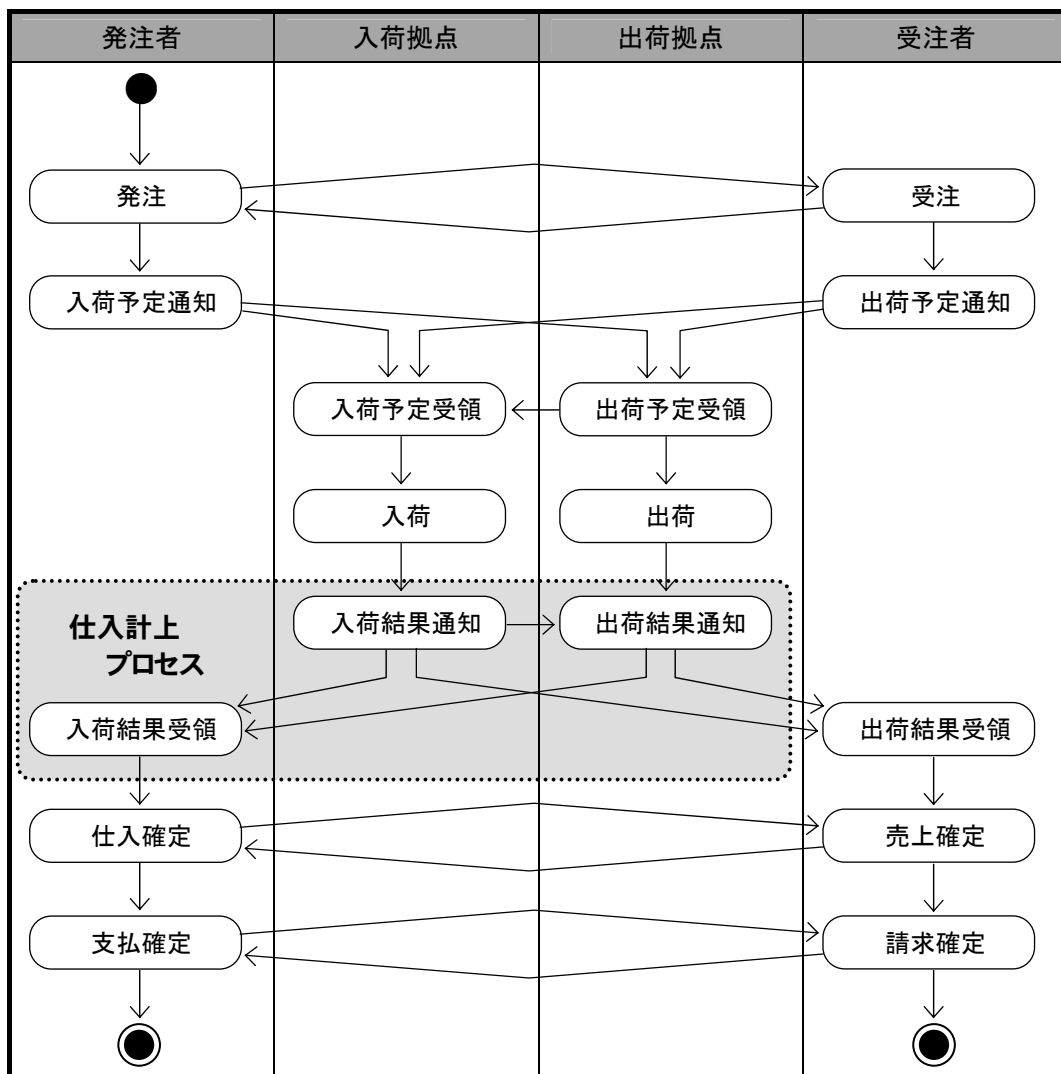 発注者 入荷拠点 出荷拠点 受注者
発注 受注
入荷予定通知 出荷予定通知
入荷予定受領 出荷予定受領
入荷 出荷
仕入計上
プロセス
入荷結果通知 出荷結果通知
入荷結果受領 出荷結果受領
仕入確定 売上確定
支払確定 請求確定